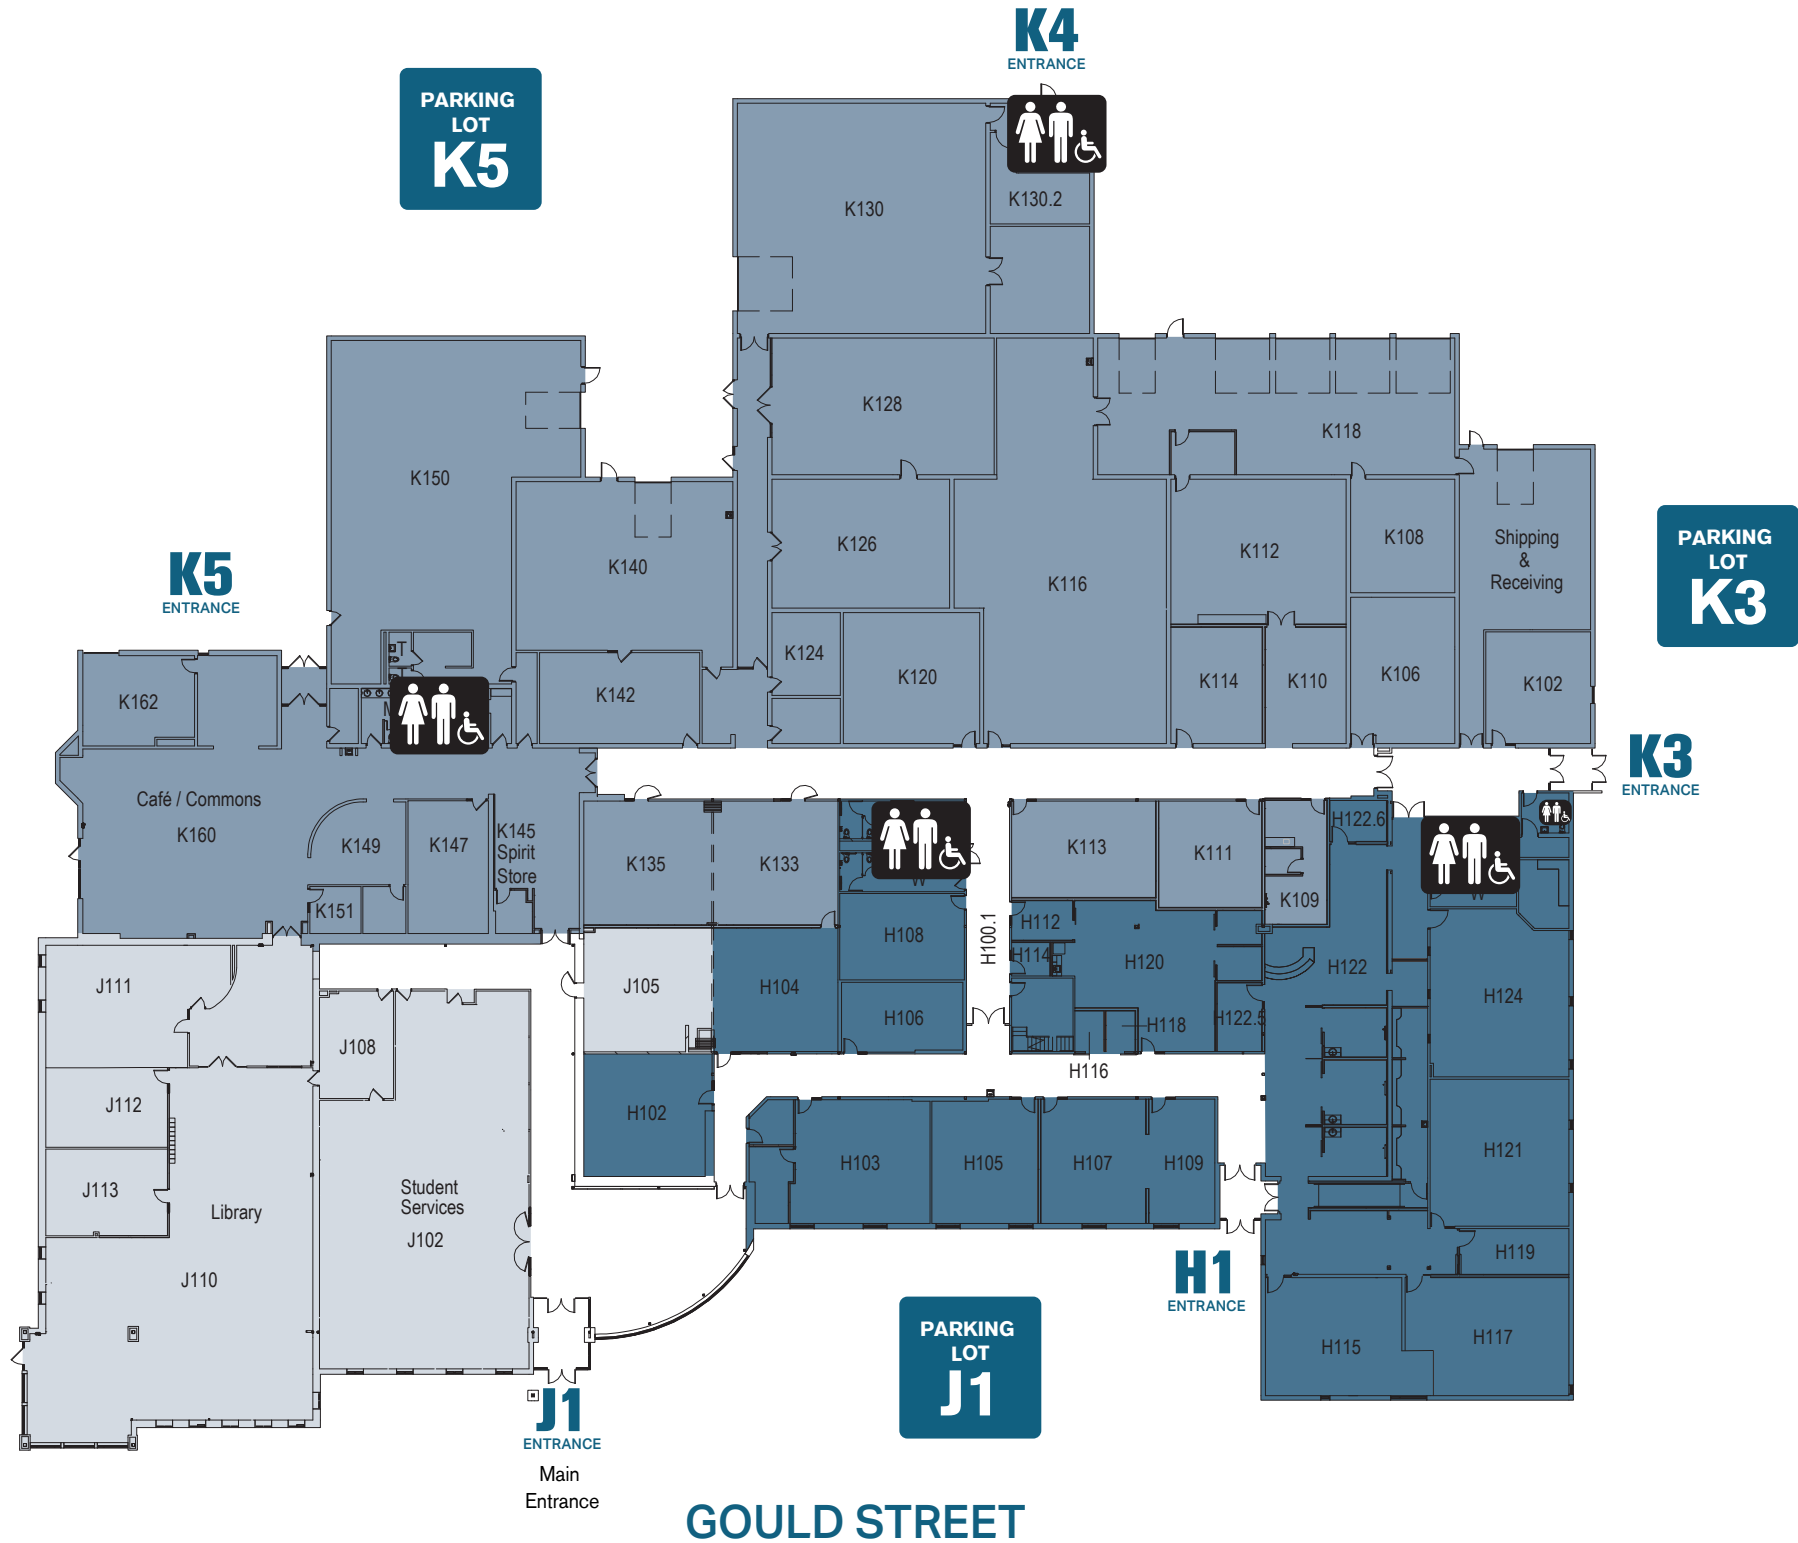 K4
ENTRANCE
PARKING
LOT
K5
K130
K130.2
K128
K118
K150
K126
K140
K116
K112
K108
Shipping
&
Receiving
PARKING
LOT
K3
K5
ENTRANCE
T
K124
K120
K142
K114
K110
K106
K102
K162
K3
ENTRANCE
Café / Commons
K160
K149
K147
K145
Spirit
Store
K151
K135
K133
K113
K111
K109
H122.6
H112
H114
H100.1
H108
H120
H122
H124
J111
J105
H104
H106
H118
H122.5
H116
J108
J112
H102
J113
H103
H105
H107
H109
H121
Student
Services
J102
Library
J110
H119
H1
ENTRANCE
H115
H117
PARKING
LOT
J1
J1
ENTRANCE
Main
Entrance
GOULD STREET